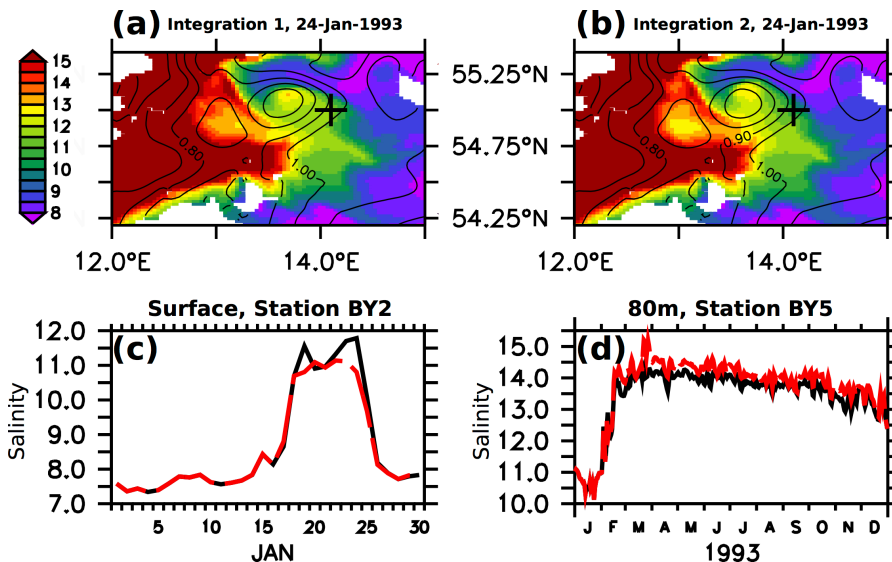 (a) Integration 1, 24-Jan-1993
(b) Integration 2, 24-Jan-1993
15
14
13
12
11
10
9
8
0.80
1.00
55.25°N
54.75°N
54.25°N
0.80
0.90
1.00
12.0°E 14.0°E
12.0°E 14.0°E
Surface, Station BY2
80m, Station BY5
(c)
12.0
11.0
10.0
9.0
8.0
7.0
Salinity
5 10 15 20 25 30
JAN
(d)
15.0
14.0
13.0
12.0
11.0
10.0
Salinity
J F M A M J J A S O N D
1993